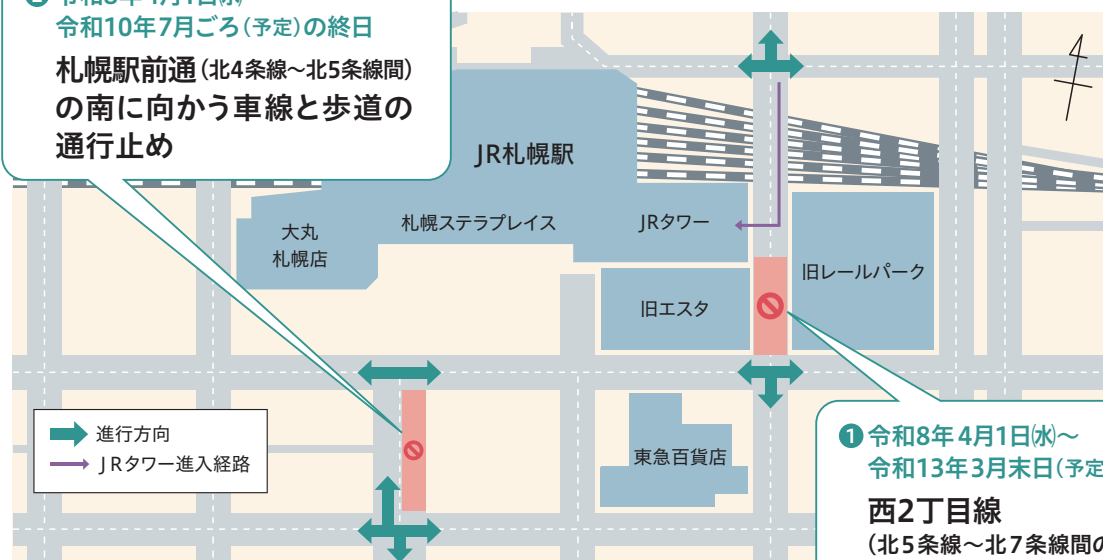 令和10年7月ごろ(予定)の終日
札幌駅前通(北4条線～北5条線間)
の南に向かう車線と歩道の
通行止め
JR札幌駅
大丸
札幌店
札幌ステラプレイス
JRタワー
旧レールパーク
旧エスタ
東急百貨店
進行方向
JRタワー進入経路
❶令和8年4月1日㈬～
令和13年3月末日(予定
西2丁目線
(北5条線～北7条線間の